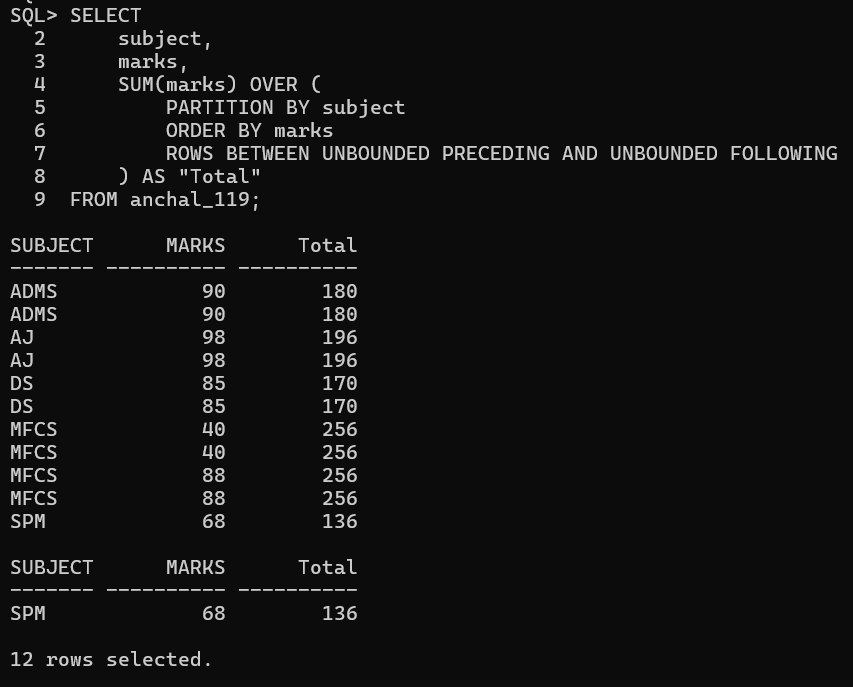 SQL> SELECT
  2      subject,
  3      marks,
  4      SUM(marks) OVER (
  5          PARTITION BY subject
  6          ORDER BY marks
  7          ROWS BETWEEN UNBOUNDED PRECEDING AND UNBOUNDED FOLLOWING
  8      ) AS "Total"
  9  FROM anchal_119;

SUBJECT      MARKS      Total
------- ---------- ----------
ADMS            90        180
ADMS            90        180
AJ              98        196
AJ              98        196
DS              85        170
DS              85        170
MFCS            40        256
MFCS            40        256
MFCS            88        256
MFCS            88        256
SPM             68        136

SUBJECT      MARKS      Total
------- ---------- ----------
SPM             68        136

12 rows selected.